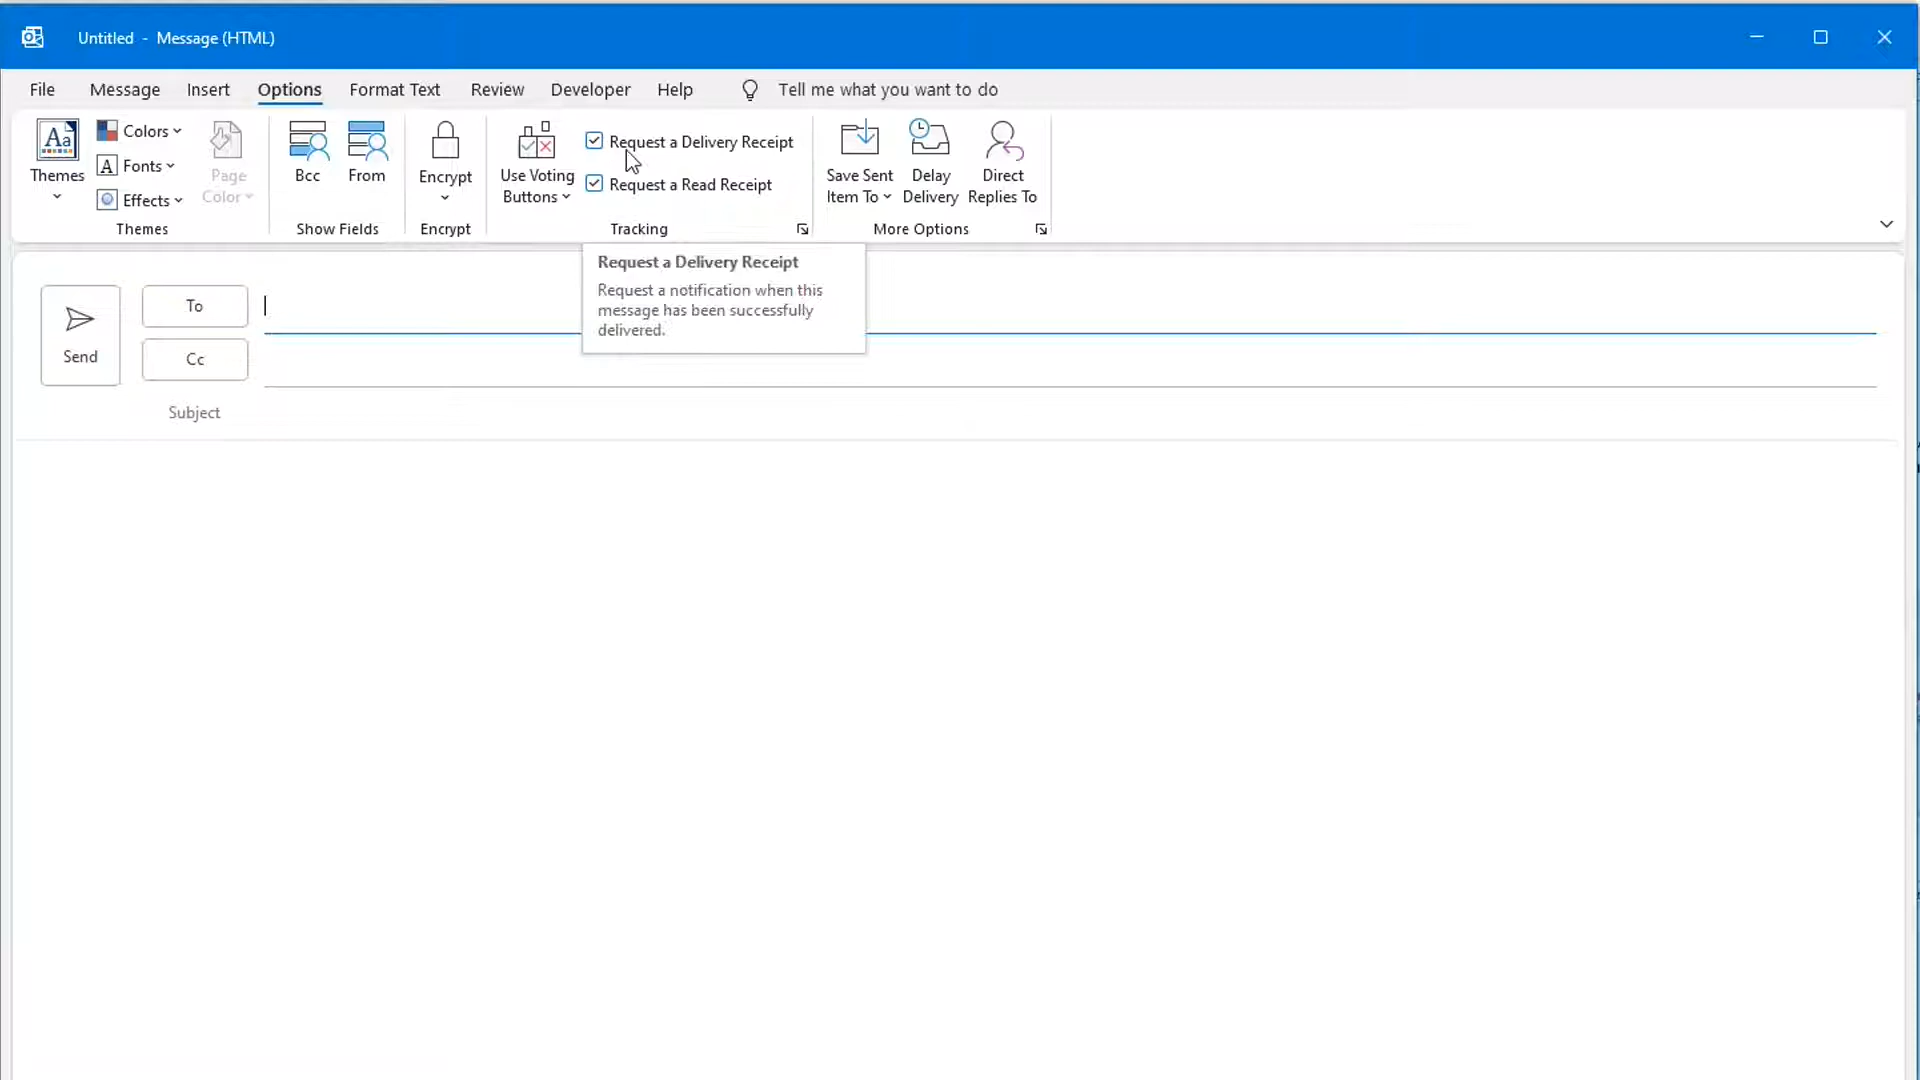 Untitled - Message (HTML)
File Message Insert Options Format Text Review Developer Help Tell me what you want to do
Aa
Themes
Colors
A Fonts
Effects
Page
Color
Themes
Bcc
From
Show Fields
Encrypt
Encrypt
Use Voting
Buttons
Request a Delivery Receipt
Request a Read Receipt
Tracking
Save Sent
Item To
Delay
Delivery
Direct
Replies To
More Options
Request a Delivery Receipt
Request a notification when this
message has been successfully
delivered.
Send
To
Cc
Subject